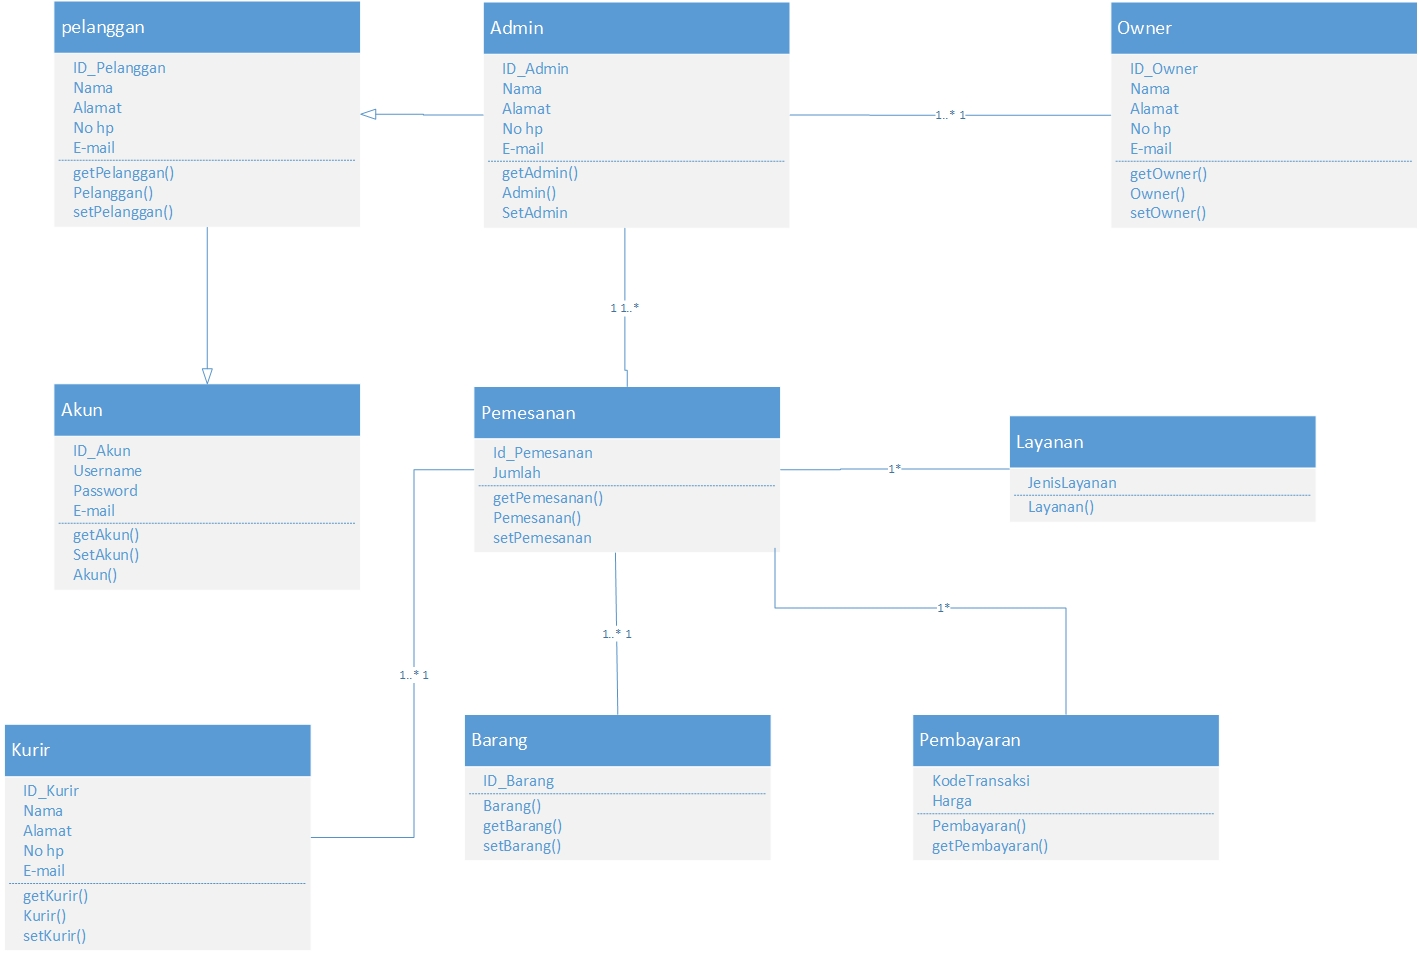 pelanggan
ID_Pelanggan
Nama
Alamat
No hp
E-mail
getPelanggan()
Pelanggan()
setPelanggan()
Admin
ID_Admin
Nama
Alamat
No hp
E-mail
getAdmin()
Admin()
SetAdmin
1..* 1
Owner
ID_Owner
Nama
Alamat
No hp
E-mail
getOwner()
Owner()
setOwner()
1 1..*
Akun
ID_Akun
Username
Password
E-mail
getAkun()
SetAkun()
Akun()
Pemesanan
Id_Pemesanan
Jumlah
getPemesanan()
Pemesanan()
setPemesanan
1*
Layanan
JenisLayanan
Layanan()
1*
1..* 1
1..* 1
Kurir
ID_Kurir
Nama
Alamat
No hp
E-mail
getKurir()
Kurir()
setKurir()
Barang
ID_Barang
Barang()
getBarang()
setBarang()
Pembayaran
KodeTransaksi
Harga
Pembayaran()
getPembayaran()